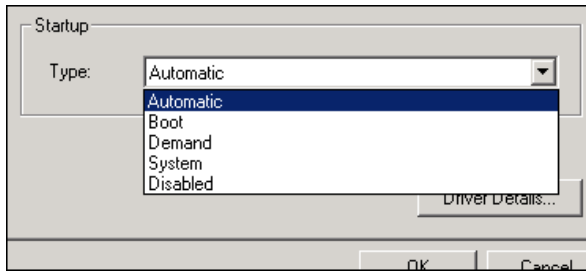 Startup
Type:
Automatic
Automatic
Boot
Demand
System
Disabled
Driver Details...
OK
Cancel